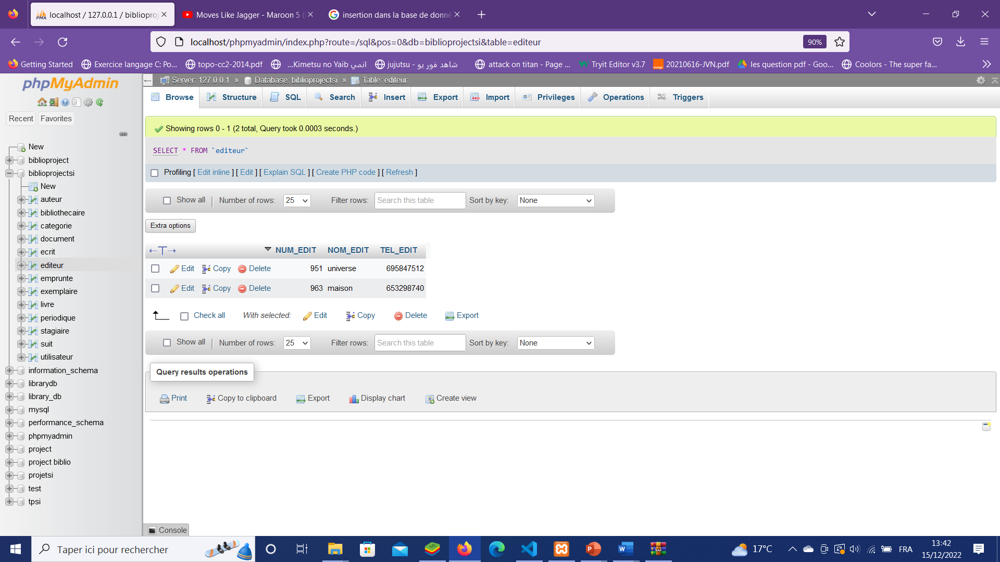 localhost / 127.0.0.1 / biblioproj
Moves Like Jagger - Maroon 5 (
insertion dans la base de donné
localhost/phpmyadmin/index.php?route=/sql&pos=0&db=biblioprojectsi&table=editeur
90%
Getting Started
Exercice langage C: Po...
topo-cc2-2014.pdf
...Kimetsu no Yaib انمي
jujutsu - شاهد فور يو
attack on titan - Page ...
Tryit Editor v3.7
20210616-JVN.pdf
les question pdf - Goo...
Coolors - The super fa...
phpMyAdmin
Recent
Favorites
New
biblioproject
biblioprojectsi
New
auteur
bibliothecaire
categorie
document
ecrit
editeur
emprunte
exemplaire
livre
periodique
stagiaire
suit
utilisateur
information_schema
librarydb
library_db
mysql
performance_schema
phpmyadmin
project
project biblio
projetsi
test
tpsi
Server: 127.0.0.1 » Database: biblioprojectsi » Table: editeur
Browse
Structure
SQL
Search
Insert
Export
Import
Privileges
Operations
Triggers
Showing rows 0 - 1 (2 total, Query took 0.0003 seconds.)
SELECT * FROM `editeur`
Profiling [ Edit inline ] [ Edit ] [ Explain SQL ] [ Create PHP code ] [ Refresh ]
Show all | Number of rows: 25 Filter rows: Search this table Sort by key: None
Extra options
NUM_EDIT NOM_EDIT TEL_EDIT
Edit Copy Delete 951 universe 695847512
Edit Copy Delete 963 maison 653298740
Check all With selected: Edit Copy Delete Export
Show all | Number of rows: 25 Filter rows: Search this table Sort by key: None
Query results operations
Print Copy to clipboard Export Display chart Create view
Console
Taper ici pour rechercher
17°C
FRA
13:42
15/12/2022